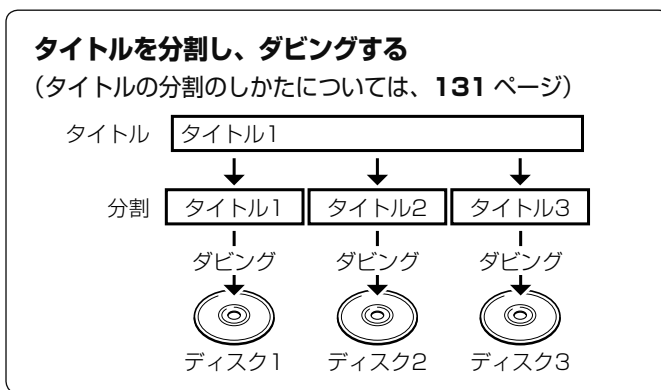 タイトルを分割し、ダビングする
（タイトルの分割のしかたについては、131 ページ）
タイトル タイトル1
分割 タイトル1 タイトル2 タイトル3
ダビング ダビング ダビング
ディスク1 ディスク2 ディスク3